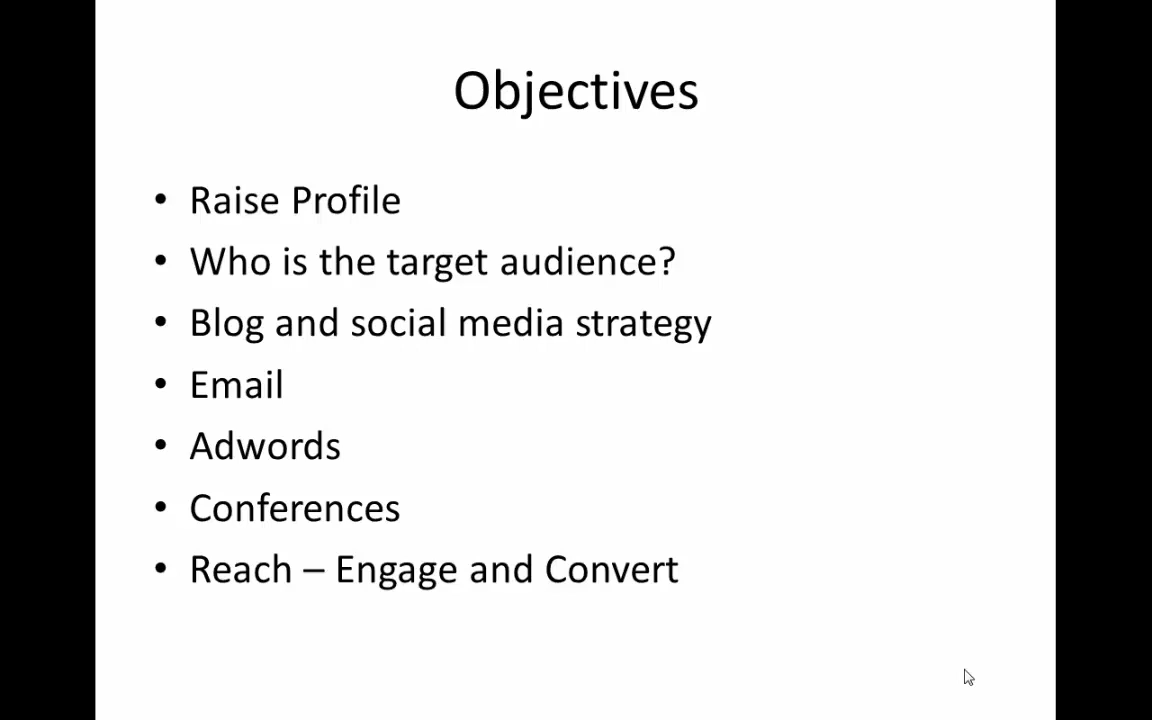 Objectives
• Raise Profile
• Who is the target audience?
• Blog and social media strategy
• Email
• Adwords
• Conferences
• Reach – Engage and Convert